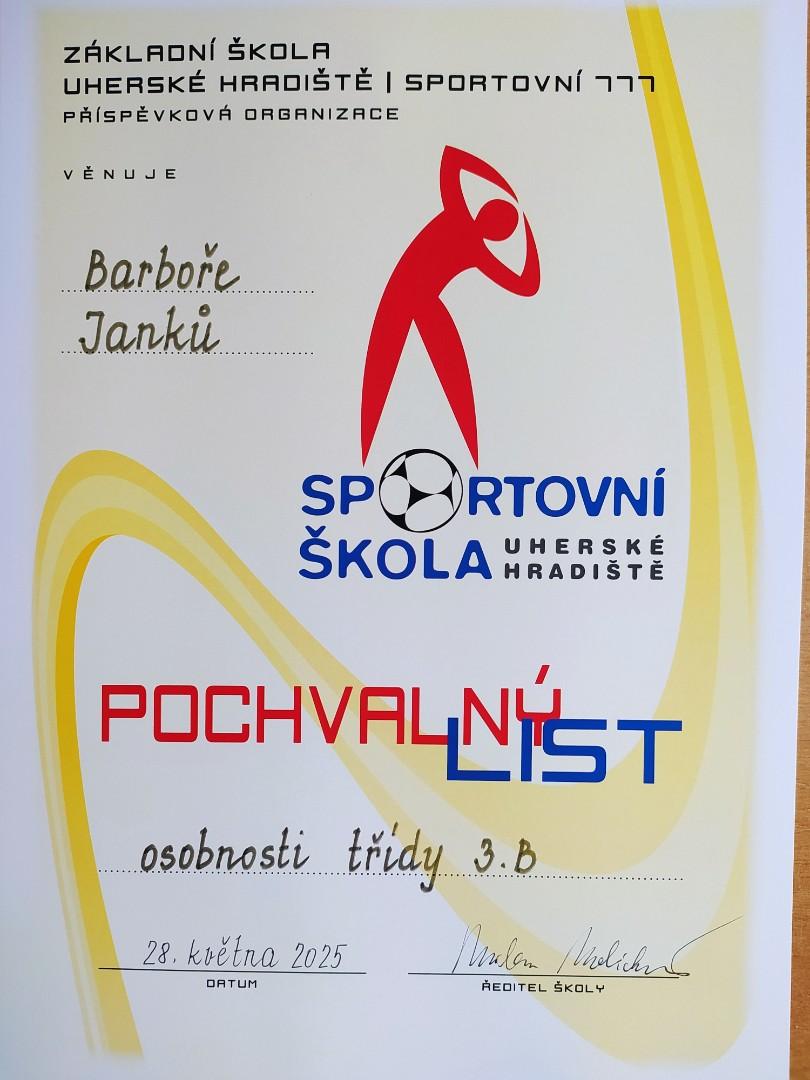 ZÁKLADNÍ ŠKOLA
UHERSKÉ HRADIŠTĚ | SPORTOVNÍ 777
PŘÍSPĚVKOVÁ ORGANIZACE
VĚNUJE
Barboře
Janků
SPORTOVNÍ
ŠKOLA UHERSKÉ
HRADIŠTĚ
POCHVALNÝ
LIST
osobnosti třídy 3.B
28. května 2025
DATUM
ŘEDITEL ŠKOLY